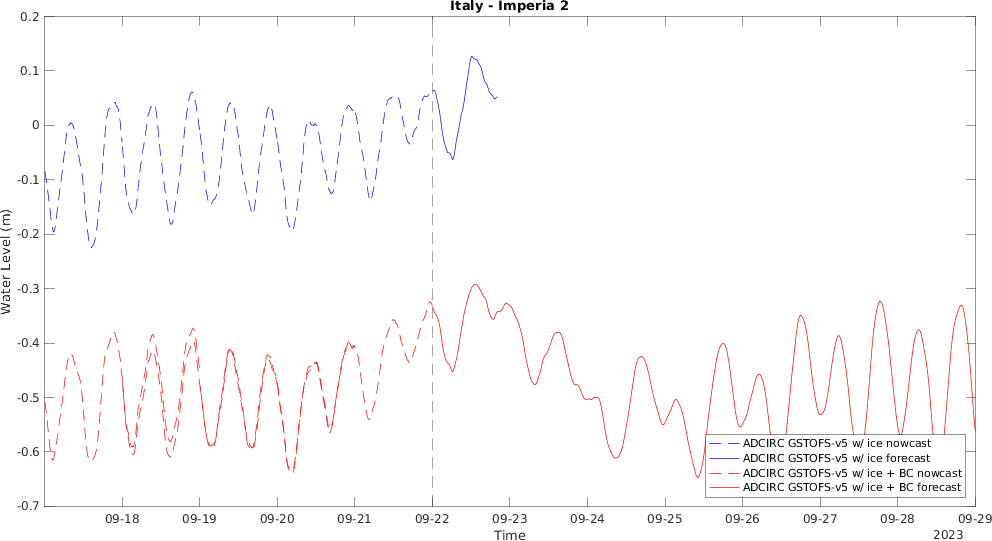 Italy - Imperia 2
Water Level (m)
0.2
0.1
0
-0.1
-0.2
-0.3
-0.4
-0.5
-0.6
-0.7
ADCIRC GSTOFS-v5 w/ ice nowcast
ADCIRC GSTOFS-v5 w/ ice forecast
ADCIRC GSTOFS-v5 w/ ice + BC nowcast
ADCIRC GSTOFS-v5 w/ ice + BC forecast
09-18 09-19 09-20 09-21 09-22 09-23 09-24 09-25 09-26 09-27 09-28 09-29
Time
2023